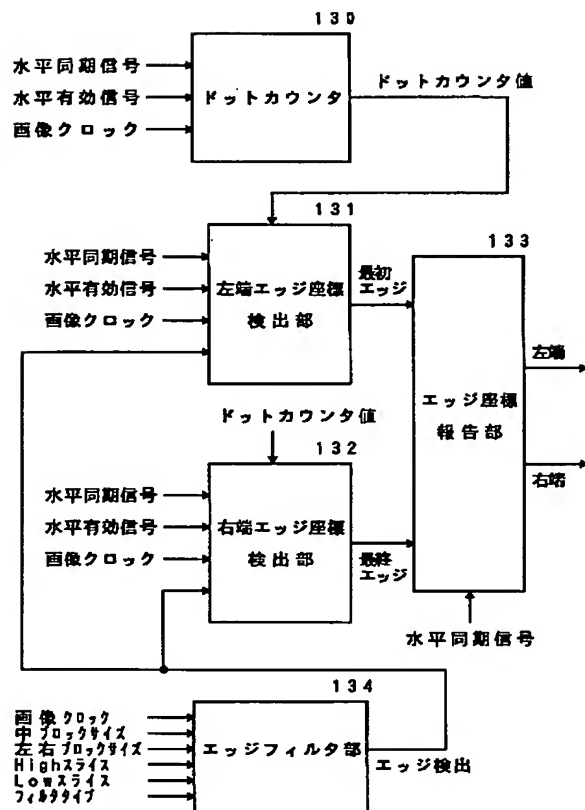 130
水平同期信号
水平有効信号
画像クロック
ドットカウンタ
ドットカウンタ値
131
水平同期信号
水平有効信号
画像クロック
左端エッジ座標
検出部
最初
エッジ
133
エッジ座標
報告部
左端
右端
ドットカウンタ値
132
水平同期信号
水平有効信号
画像クロック
右端エッジ座標
検出部
最終
エッジ
水平同期信号
134
画像クロック
中ブロックサイズ
左右ブロックサイズ
Highスライス
Lowスライス
フィルタタイプ
エッジフィルタ部
エッジ検出